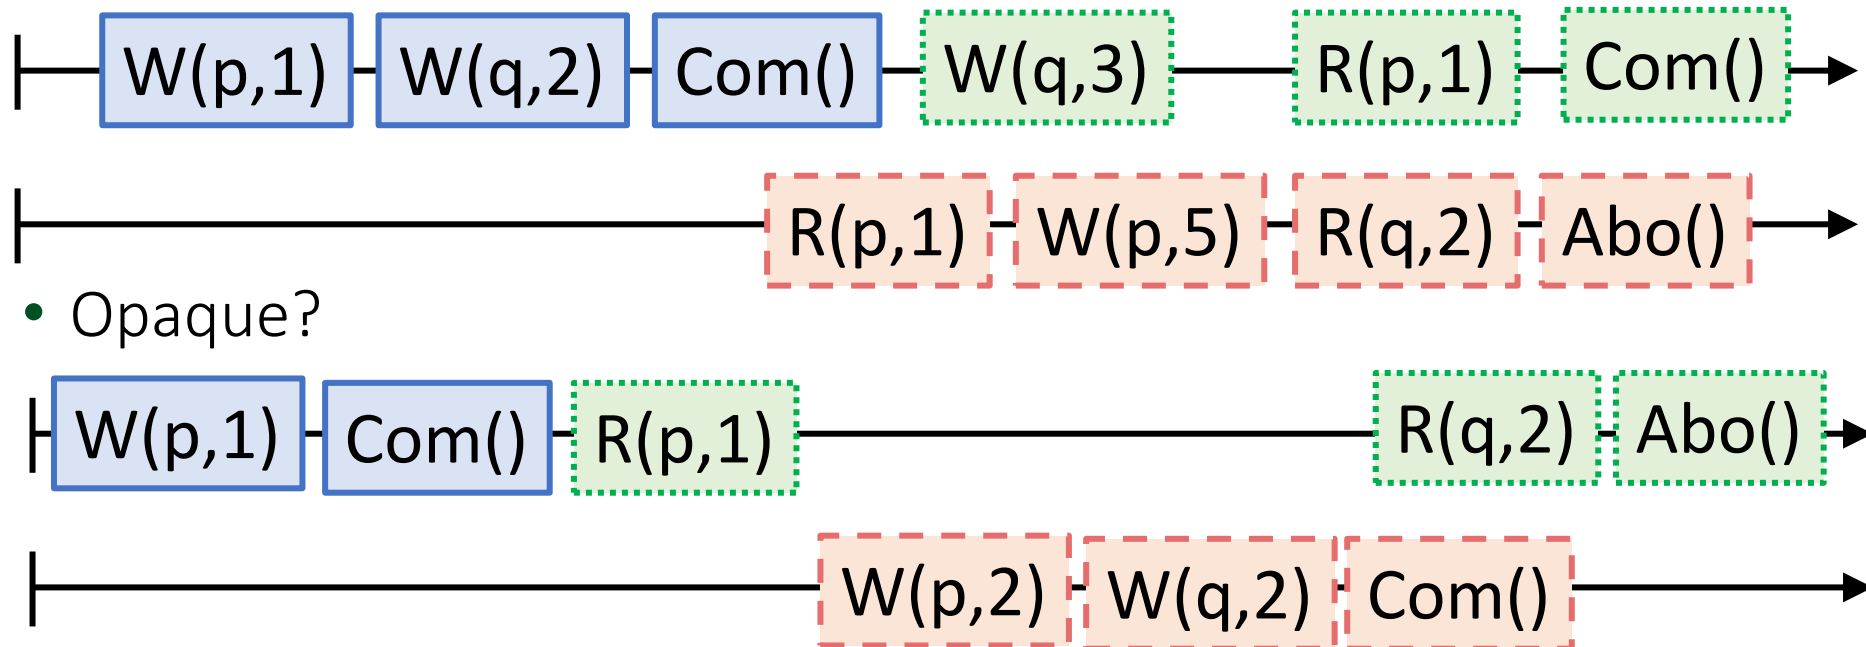 W(p,1) W(q,2) Com() W(q,3) R(p,1) Com()
R(p,1) W(p,5) R(q,2) Abo()
• Opaque?
W(p,1) Com() R(p,1) R(q,2) Abo()
W(p,2) W(q,2) Com()